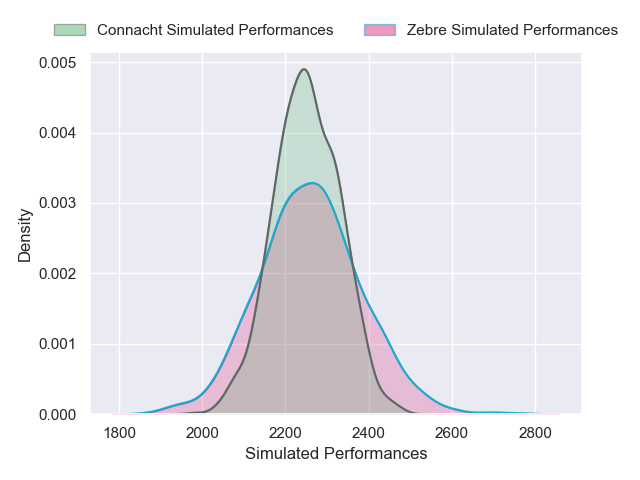 Connacht Simulated Performances Zebre Simulated Performances
0.005
0.004
0.003
0.002
0.001
0.000
Density
1800 2000 2200 2400 2600 2800
Simulated Performances